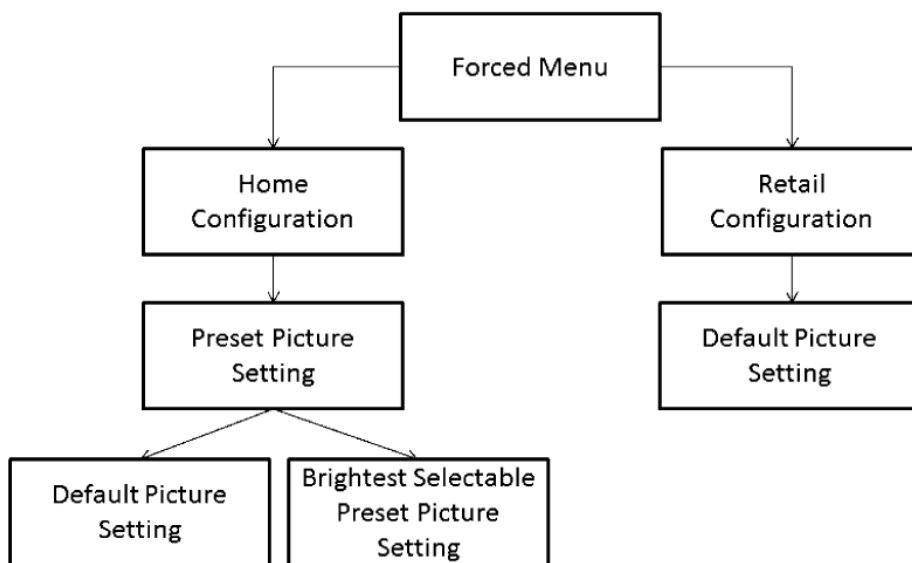 Forced Menu
Home
Configuration
Retail
Configuration
Preset Picture
Setting
Default Picture
Setting
Default Picture
Setting
Brightest Selectable
Preset Picture
Setting